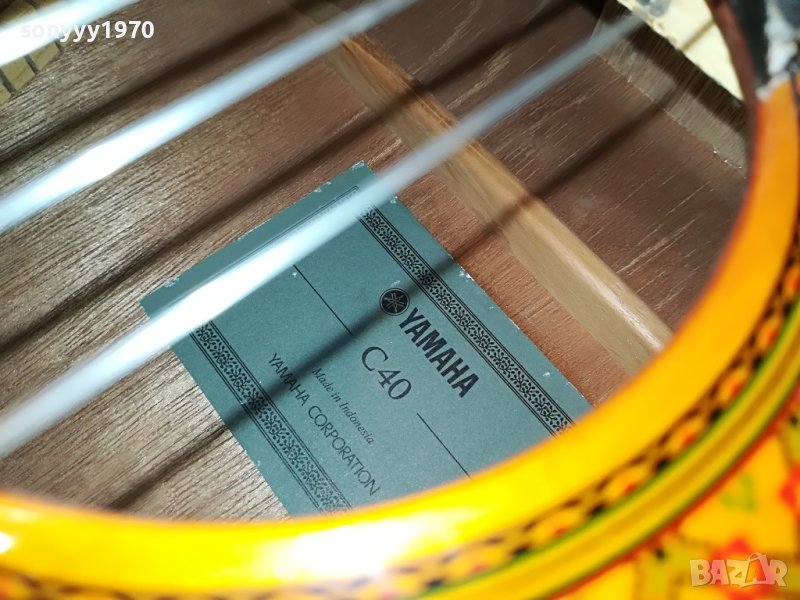 sonyyy1970
YAMAHA
C40
Made in Indonesia
YAMAHA CORPORATION
BAZAR